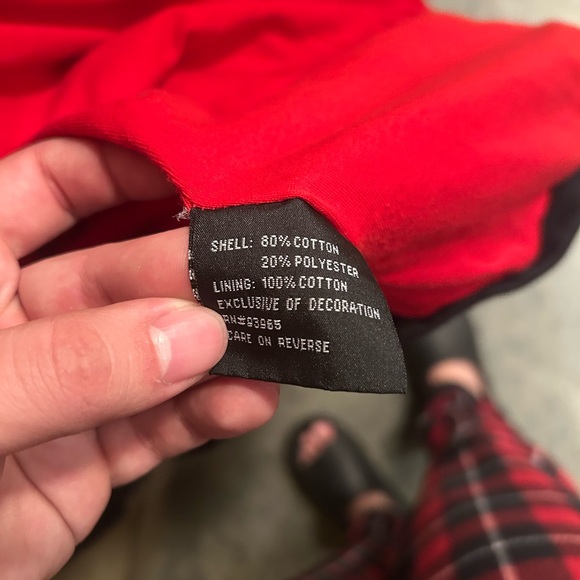 SHELL: 80% COTTON
20% POLYESTER
LINING: 100% COTTON
EXCLUSIVE OF DECORATION
RN#93965
CARE ON REVERSE